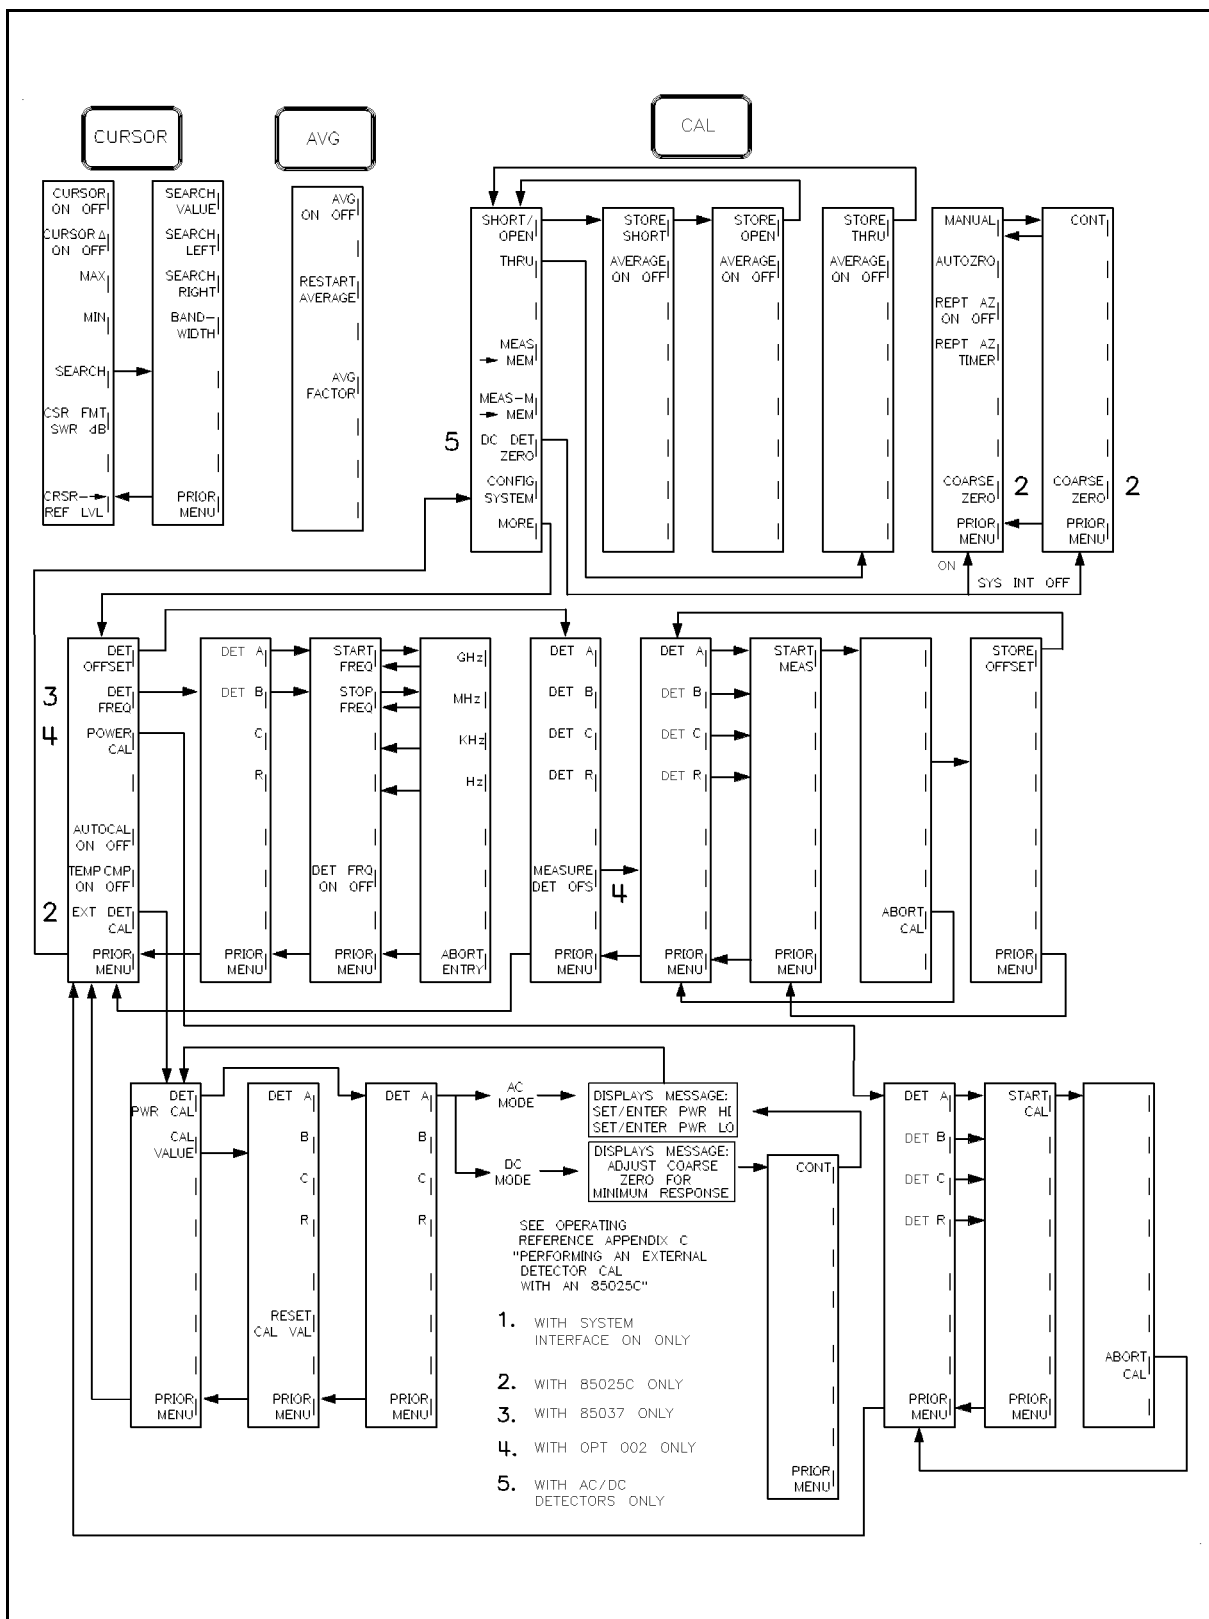 CURSOR
AVG
CAL
CURSOR
ON OFF
CURSOR Δ
ON OFF
MAX
MIN
SEARCH
CSR FMT
SWR dB
CRSR→
REF LVL
SEARCH
VALUE
SEARCH
LEFT
SEARCH
RIGHT
BAND-
WIDTH
PRIOR
MENU
AVG
ON OFF
RESTART
AVERAGE
AVG
FACTOR
SHORT/
OPEN
THRU
MEAS
→ MEM
MEAS-M
→ MEM
5
DC DET
ZERO
CONFIG
SYSTEM
MORE
STORE
SHORT
AVERAGE
ON OFF
STORE
OPEN
AVERAGE
ON OFF
STORE
THRU
AVERAGE
ON OFF
MANUAL
AUTOZRO
REPT AZ
ON OFF
REPT AZ
TIMER
COARSE
ZERO
2
PRIOR
MENU
CONT
COARSE
ZERO
2
PRIOR
MENU
ON
SYS INT OFF
DET
OFFSET
3
DET
FREQ
4
POWER
CAL
AUTOCAL
ON OFF
TEMP CMP
ON OFF
2
EXT DET
CAL
PRIOR
MENU
DET A
DET B
C
R
PRIOR
MENU
START
FREQ
STOP
FREQ
DET FRQ
ON OFF
PRIOR
MENU
GHz
MHz
KHz
Hz
ABORT
ENTRY
DET A
DET B
DET C
DET R
MEASURE
DET OFS
4
PRIOR
MENU
DET A
DET B
DET C
DET R
PRIOR
MENU
START
MEAS
PRIOR
MENU
ABORT
CAL
STORE
OFFSET
PRIOR
MENU
DET
PWR CAL
CAL
VALUE
PRIOR
MENU
DET A
B
C
R
RESET
CAL VAL
PRIOR
MENU
DET A
B
C
R
PRIOR
MENU
AC
MODE
DISPLAYS MESSAGE:
SET/ENTER PWR HI
SET/ENTER PWR LO
DC
MODE
DISPLAYS MESSAGE:
ADJUST COARSE
ZERO FOR
MINIMUM RESPONSE
CONT
PRIOR
MENU
SEE OPERATING
REFERENCE APPENDIX C
"PERFORMING AN EXTERNAL
DETECTOR CAL
WITH AN 85025C"
1. WITH SYSTEM
INTERFACE ON ONLY
2. WITH 85025C ONLY
3. WITH 85037 ONLY
4. WITH OPT 002 ONLY
5. WITH AC/DC
DETECTORS ONLY
DET A
DET B
DET C
DET R
PRIOR
MENU
START
CAL
PRIOR
MENU
ABORT
CAL